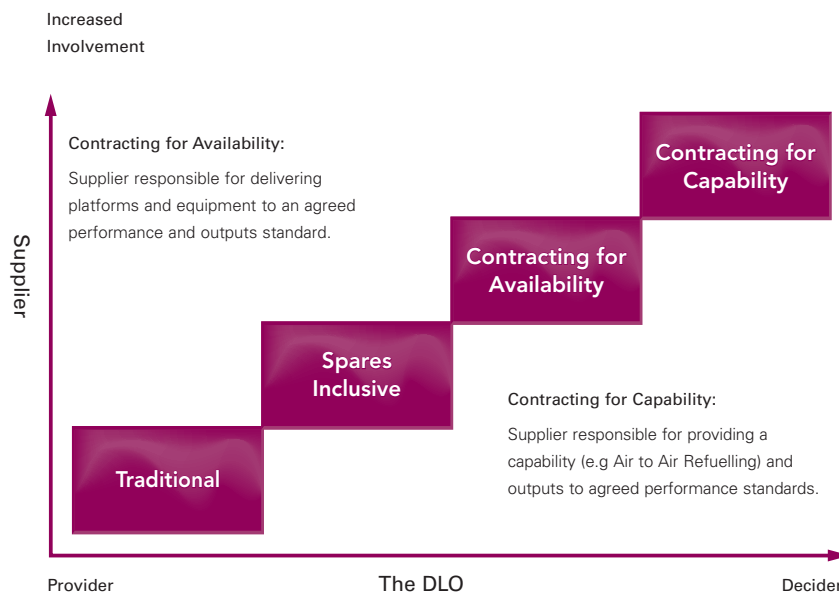 Increased
Involvement
Contracting for Availability:
Supplier responsible for delivering
platforms and equipment to an agreed
performance and outputs standard.
Contracting for
Capability
Supplier
Contracting for
Availability
Spares
Inclusive
Contracting for Capability:
Supplier responsible for providing a
capability (e.g Air to Air Refuelling) and
outputs to agreed performance standards.
Traditional
Provider
The DLO
Decider